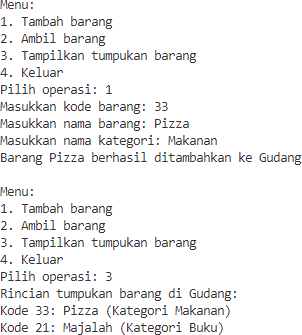 Menu:
1. Tambah barang
2. Ambil barang
3. Tampilkan tumpukan barang
4. Keluar
Pilih operasi: 1
Masukkan kode barang: 33
Masukkan nama barang: Pizza
Masukkan nama kategori: Makanan
Barang Pizza berhasil ditambahkan ke Gudang
Menu:
1. Tambah barang
2. Ambil barang
3. Tampilkan tumpukan barang
4. Keluar
Pilih operasi: 3
Rincian tumpukan barang di Gudang:
Kode 33: Pizza (Kategori Makanan)
Kode 21: Majalah (Kategori Buku)